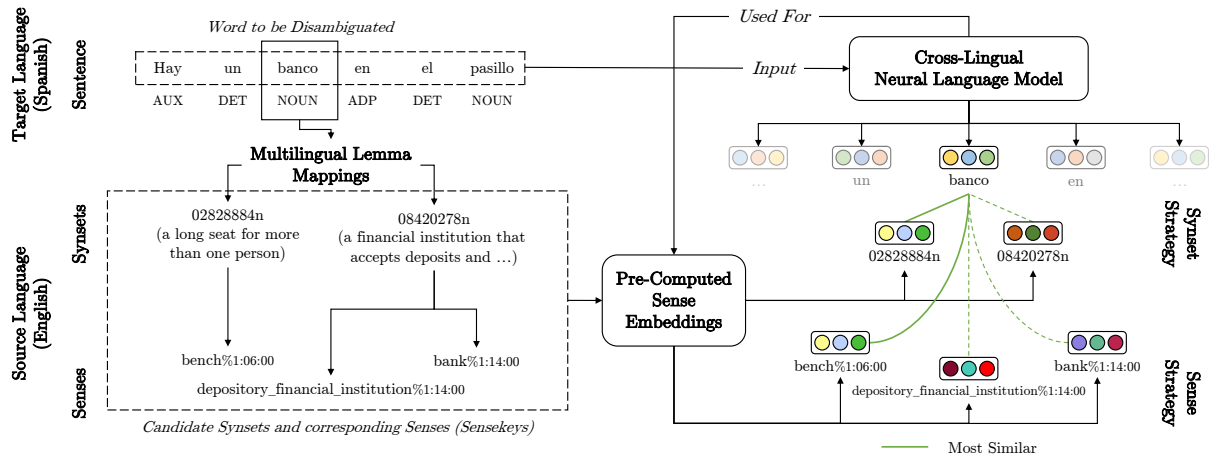 Target Language
(Spanish)
Sentence
Word to be Disambiguated
Hay un banco en el pasillo
AUX DET NOUN ADP DET NOUN
Multilingual Lemma
Mappings
Source Language
(English)
Synsets
02828884n
(a long seat for more
than one person)
08420278n
(a financial institution that
accepts deposits and ...)
Senses
bench%1:06:00
bank%1:14:00
depository_financial_institution%1:14:00
Candidate Synsets and corresponding Senses (Sensekeys)
Used For
Input
Cross-Lingual
Neural Language Model
... un banco en ...
Pre-Computed
Sense
Embeddings
Synset
Strategy
02828884n
08420278n
Sense
Strategy
bench%1:06:00
depository_financial_institution%1:14:00
bank%1:14:00
Most Similar